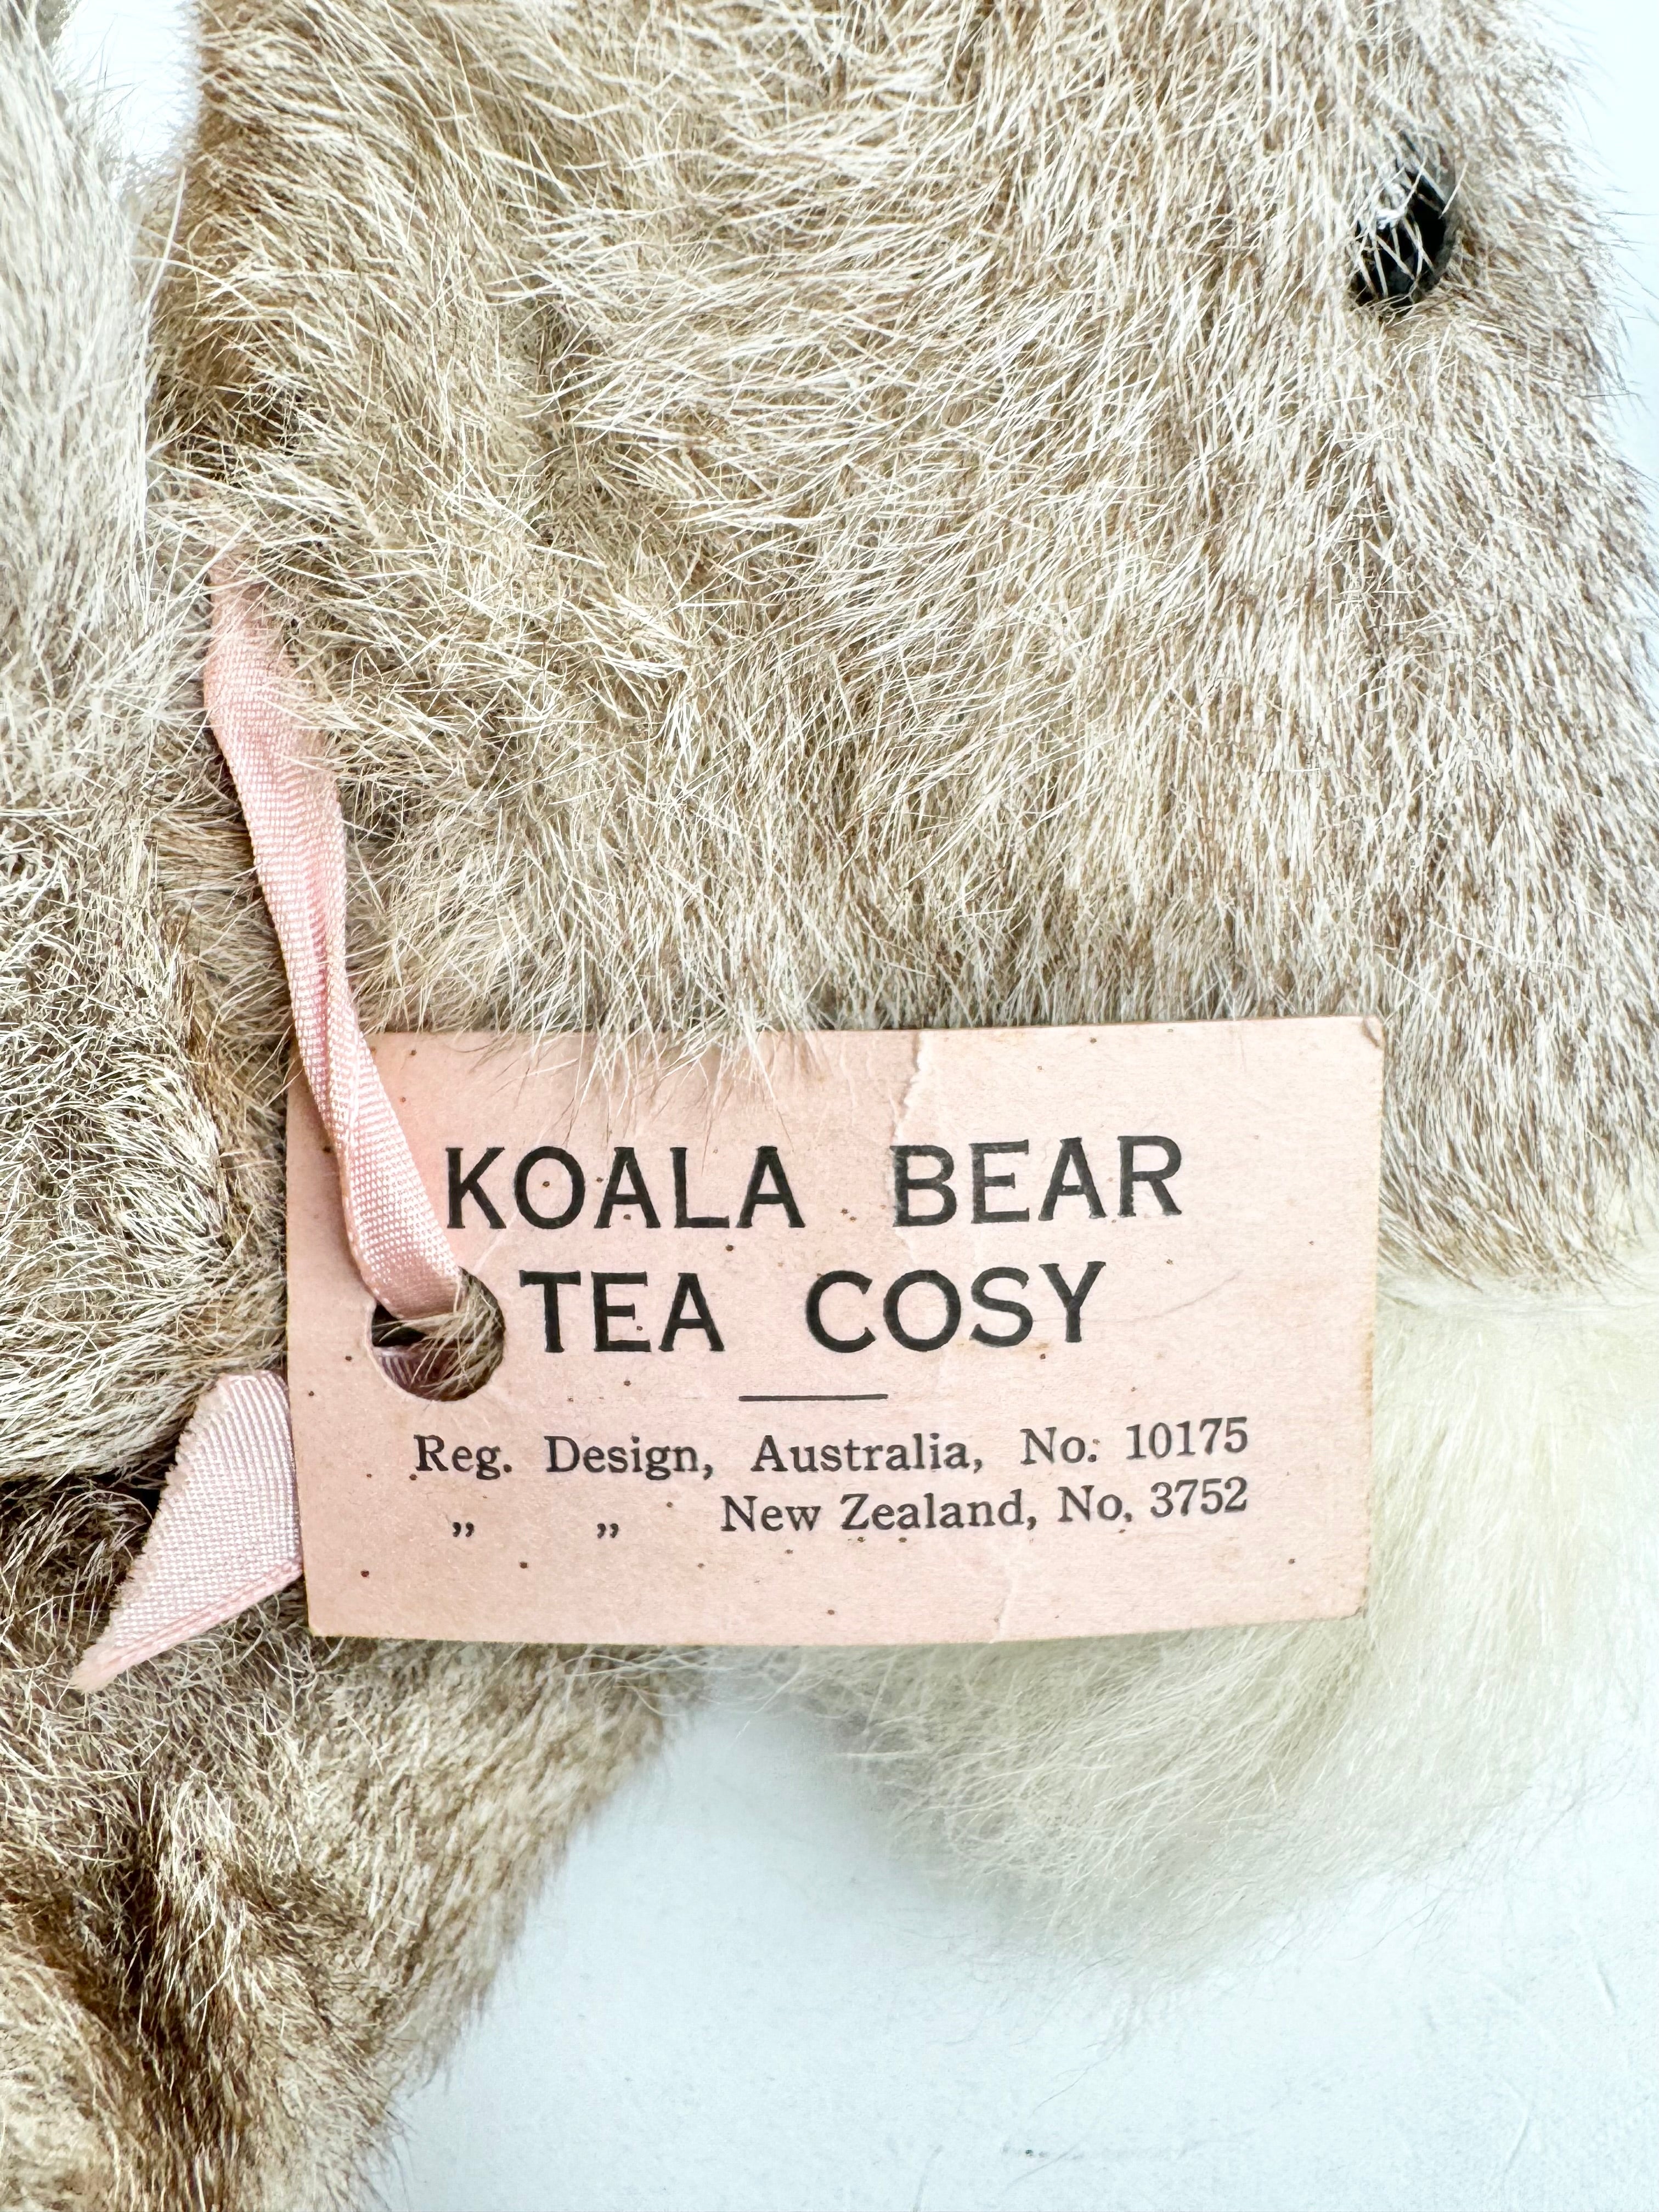 KOALA BEAR
TEA COSY
Reg. Design, Australia, No. 10175
„ „ New Zealand, No. 3752